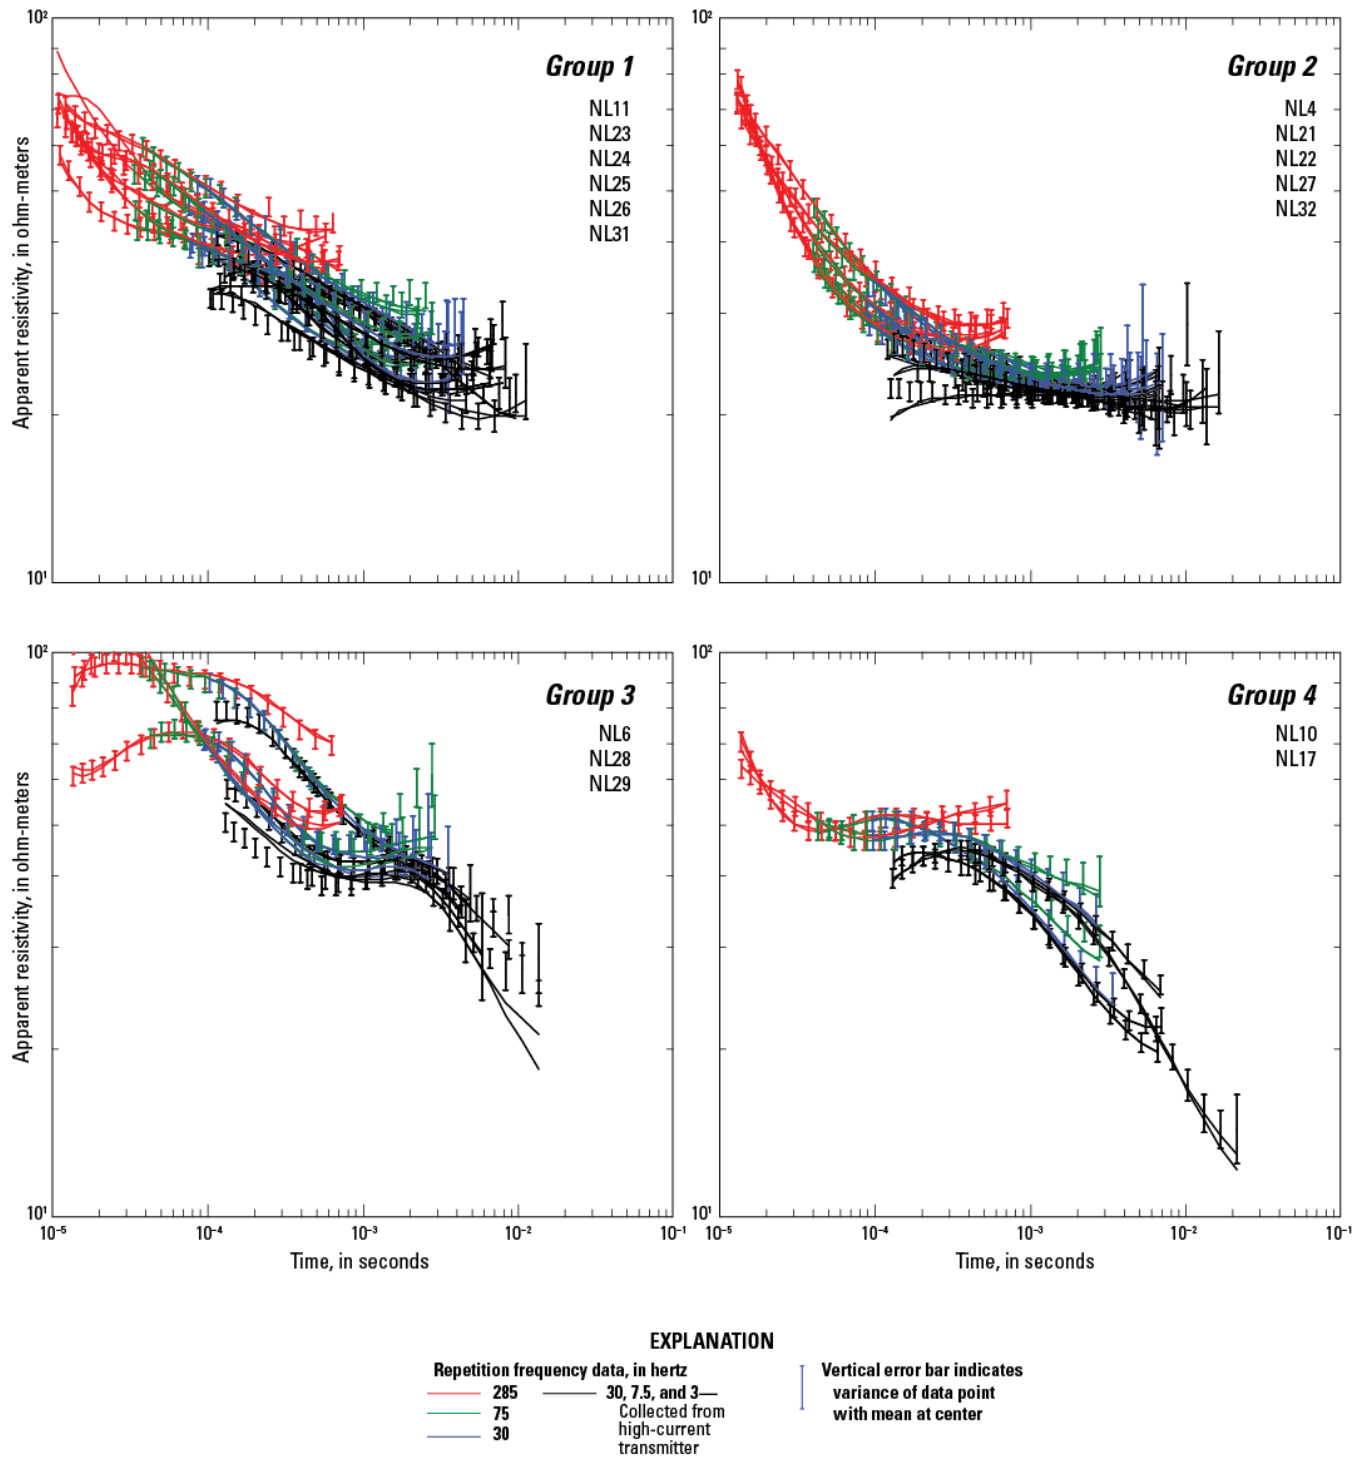 10²
Group 1
NL11
NL23
NL24
NL25
NL26
NL31
Apparent resistivity, in ohm-meters
10¹
10²
Group 2
NL4
NL21
NL22
NL27
NL32
10¹
10²
Group 3
NL6
NL28
NL29
Apparent resistivity, in ohm-meters
10¹
10⁻⁵ 10⁻⁴ 10⁻³ 10⁻² 10⁻¹
Time, in seconds
10²
Group 4
NL10
NL17
10¹
10⁻⁵ 10⁻⁴ 10⁻³ 10⁻² 10⁻¹
Time, in seconds
EXPLANATION
Repetition frequency data, in hertz
285
75
30
30, 7.5, and 3—
Collected from
high-current
transmitter
Vertical error bar indicates
variance of data point
with mean at center